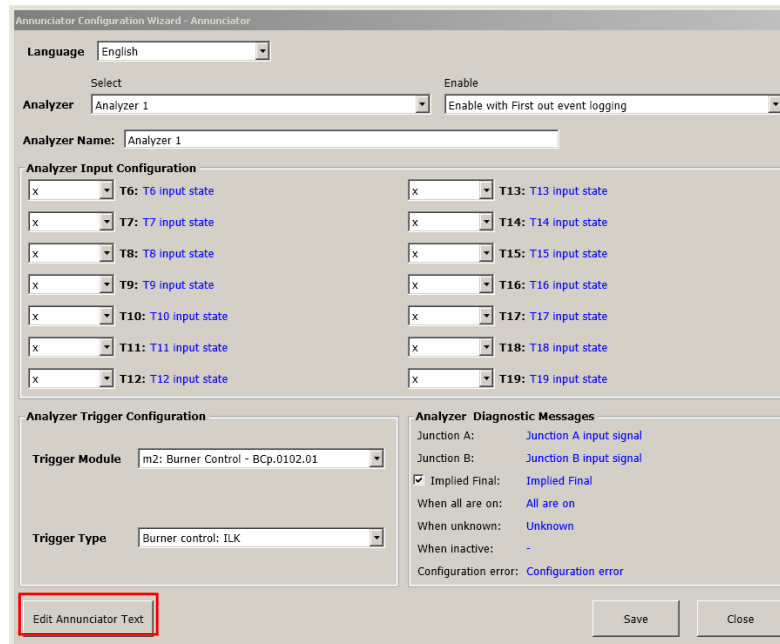 Annunciator Configuration Wizard - Annunciator
Language English
Select Enable
Analyzer Analyzer 1 Enable with First out event logging
Analyzer Name: Analyzer 1
Analyzer Input Configuration
x T6: T6 input state x T13: T13 input state
x T7: T7 input state x T14: T14 input state
x T8: T8 input state x T15: T15 input state
x T9: T9 input state x T16: T16 input state
x T10: T10 input state x T17: T17 input state
x T11: T11 input state x T18: T18 input state
x T12: T12 input state x T19: T19 input state
Analyzer Trigger Configuration
Trigger Module m2: Burner Control - BCp.0102.01
Trigger Type Burner control: ILK
Analyzer Diagnostic Messages
Junction A: Junction A input signal
Junction B: Junction B input signal
Implied Final: Implied Final
When all are on: All are on
When unknown: Unknown
When inactive: -
Configuration error: Configuration error
Edit Annunciator Text Save Close